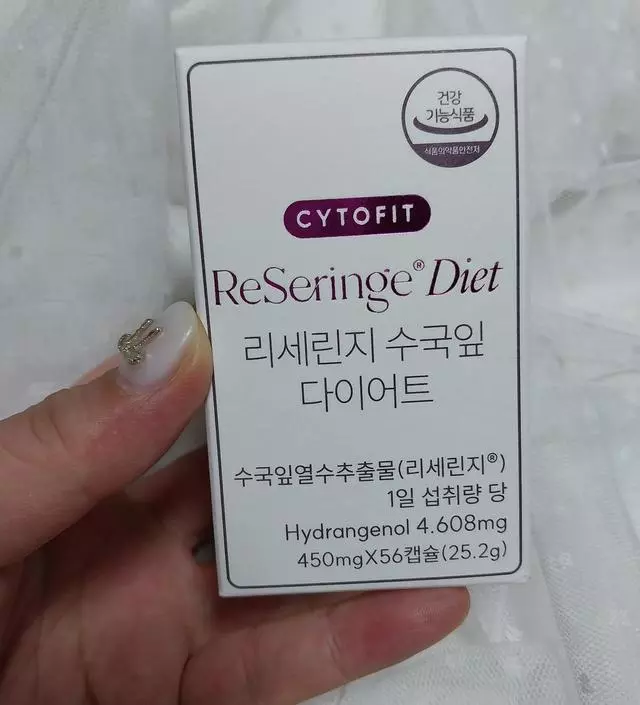 건강
기능식품
식품의약품안전처
CYTOFIT
ReSeringe® Diet
리세린지 수국잎
다이어트
수국잎열수추출물(리세린지®)
1일 섭취량 당
Hydrangenol 4.608mg
450mgX56캡슐(25.2g)